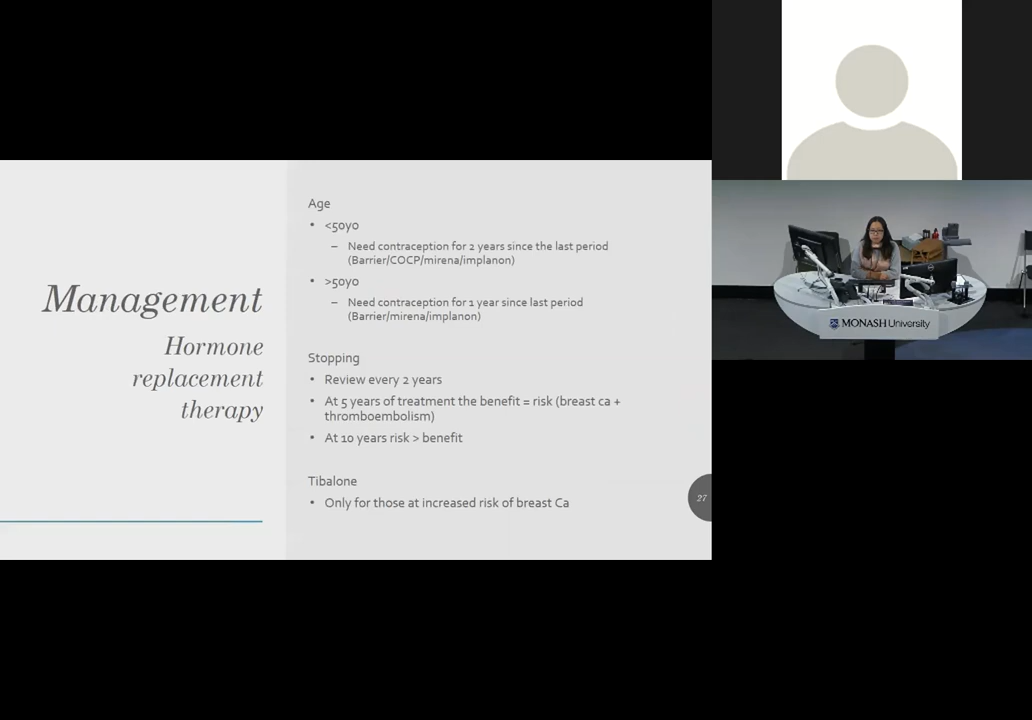 Management
Hormone
replacement
therapy
Age
• <50yo
– Need contraception for 2 years since the last period
(Barrier/COCP/mirena/implanon)
• >50yo
– Need contraception for 1 year since last period
(Barrier/mirena/implanon)
Stopping
• Review every 2 years
• At 5 years of treatment the benefit = risk (breast ca +
thromboembolism)
• At 10 years risk > benefit
Tibalone
• Only for those at increased risk of breast Ca
27
MONASH University